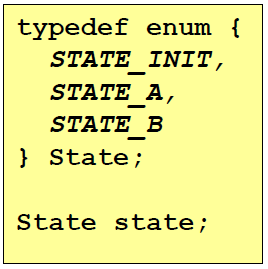 typedef enum {
  STATE_INIT,
  STATE_A,
  STATE_B
} State;

State state;